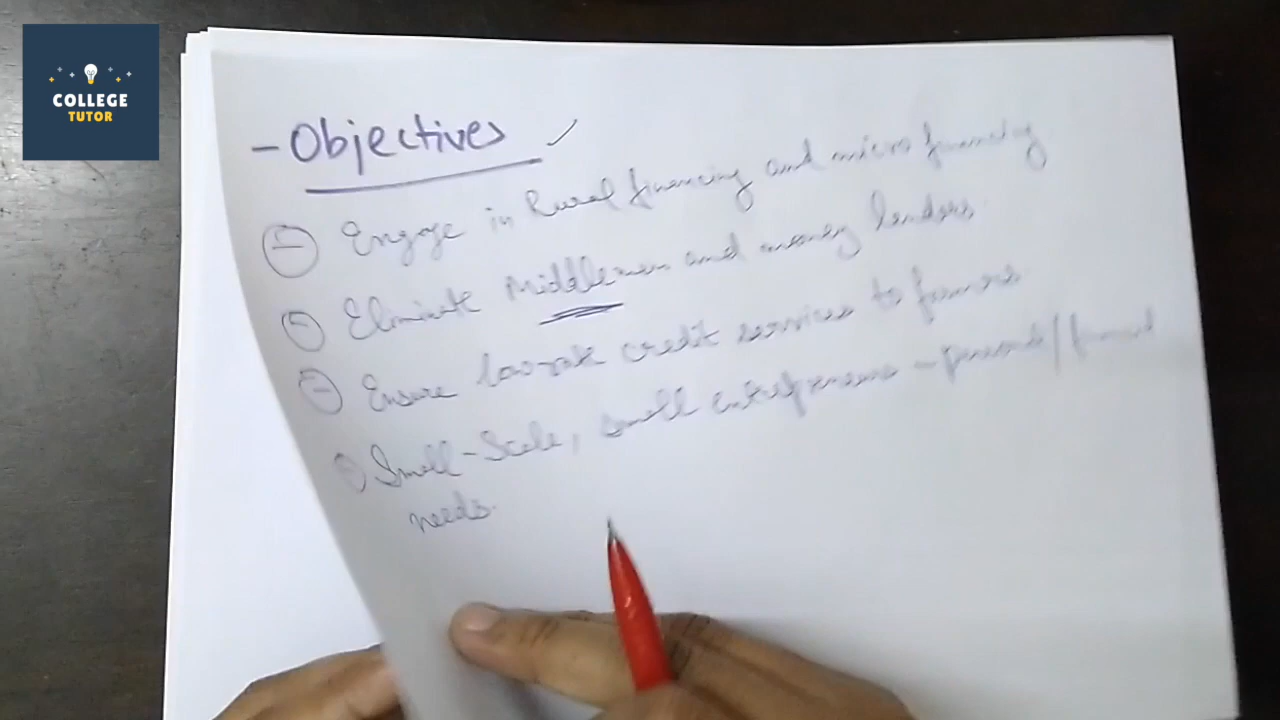 COLLEGE
TUTOR
- Objectives ✓
- Engage in Rural financing and micro financing
- Eliminate Middlemen and money lenders
- Ensure low rate credit services to farmers
- Small-Scale, small entrepreneurs - personal/
needs.